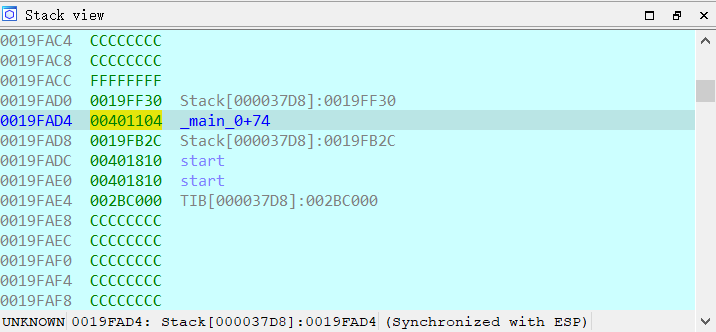 Stack view
0019FAC4 CCCCCCCC
0019FAC8 CCCCCCCC
0019FACC FFFFFFFF
0019FAD0 0019FF30 Stack[000037D8]:0019FF30
0019FAD4 00401104 _main_0+74
0019FAD8 0019FB2C Stack[000037D8]:0019FB2C
0019FADC 00401810 start
0019FAE0 00401810 start
0019FAE4 002BC000 TIB[000037D8]:002BC000
0019FAE8 CCCCCCCC
0019FAEC CCCCCCCC
0019FAF0 CCCCCCCC
0019FAF4 CCCCCCCC
0019FAF8 CCCCCCCC
UNKNOWN 0019FAD4: Stack[000037D8]:0019FAD4 (Synchronized with ESP)